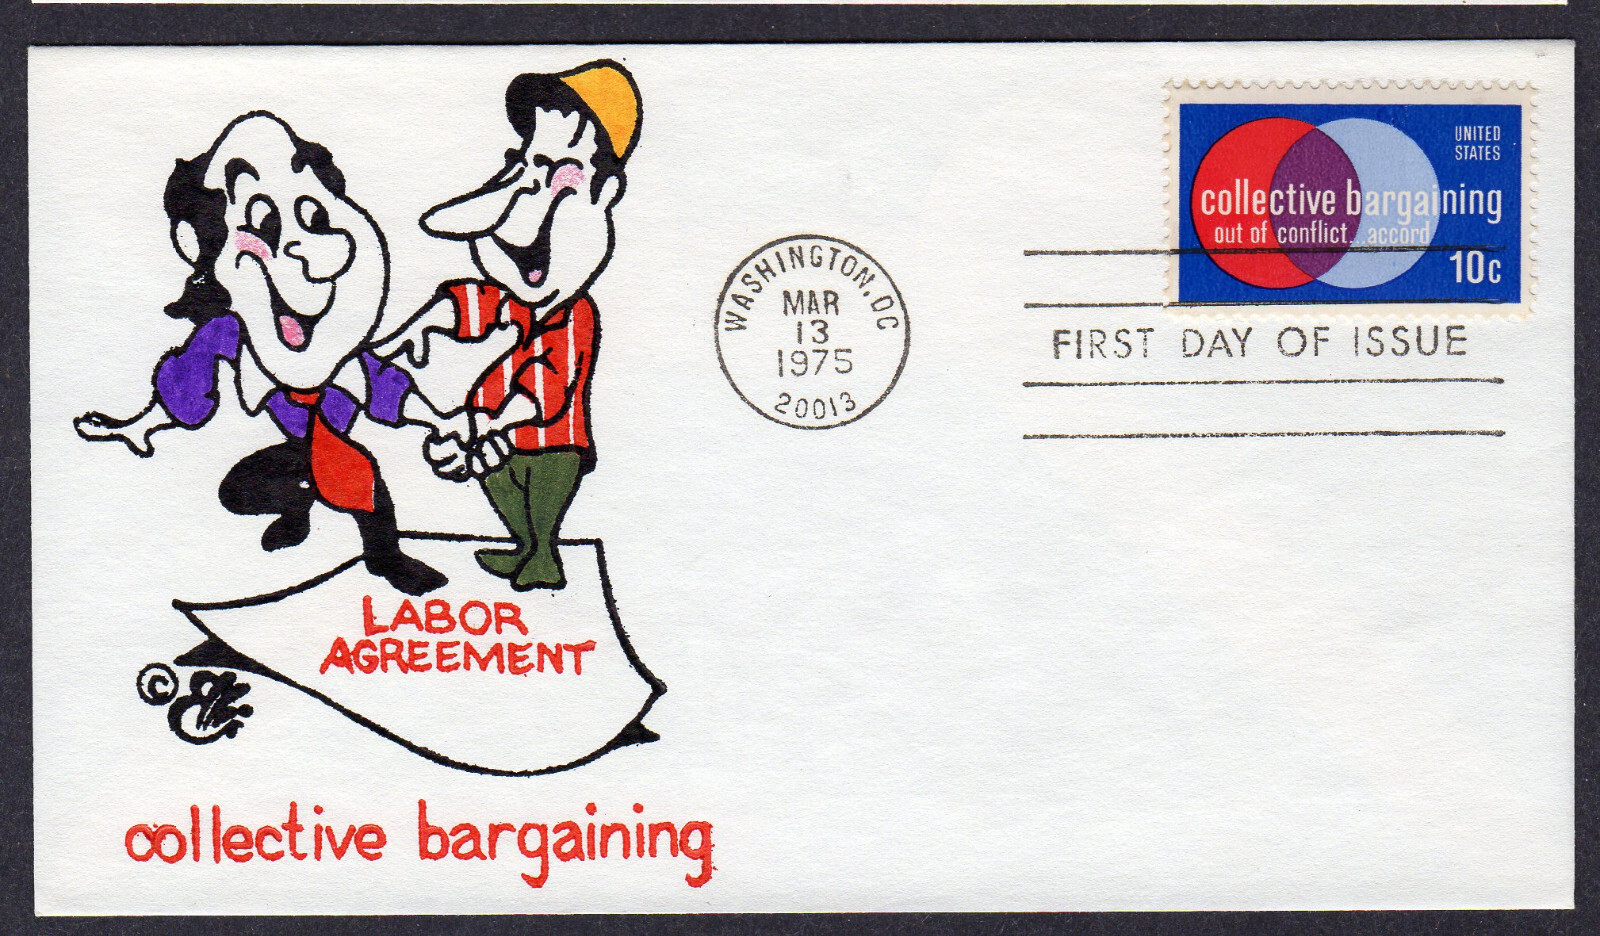 UNITED
STATES
collective bargaining
out of conflict...accord
10c
WASHINGTON, DC
MAR
13
1975
20013
FIRST DAY OF ISSUE
LABOR
AGREEMENT
©
collective bargaining